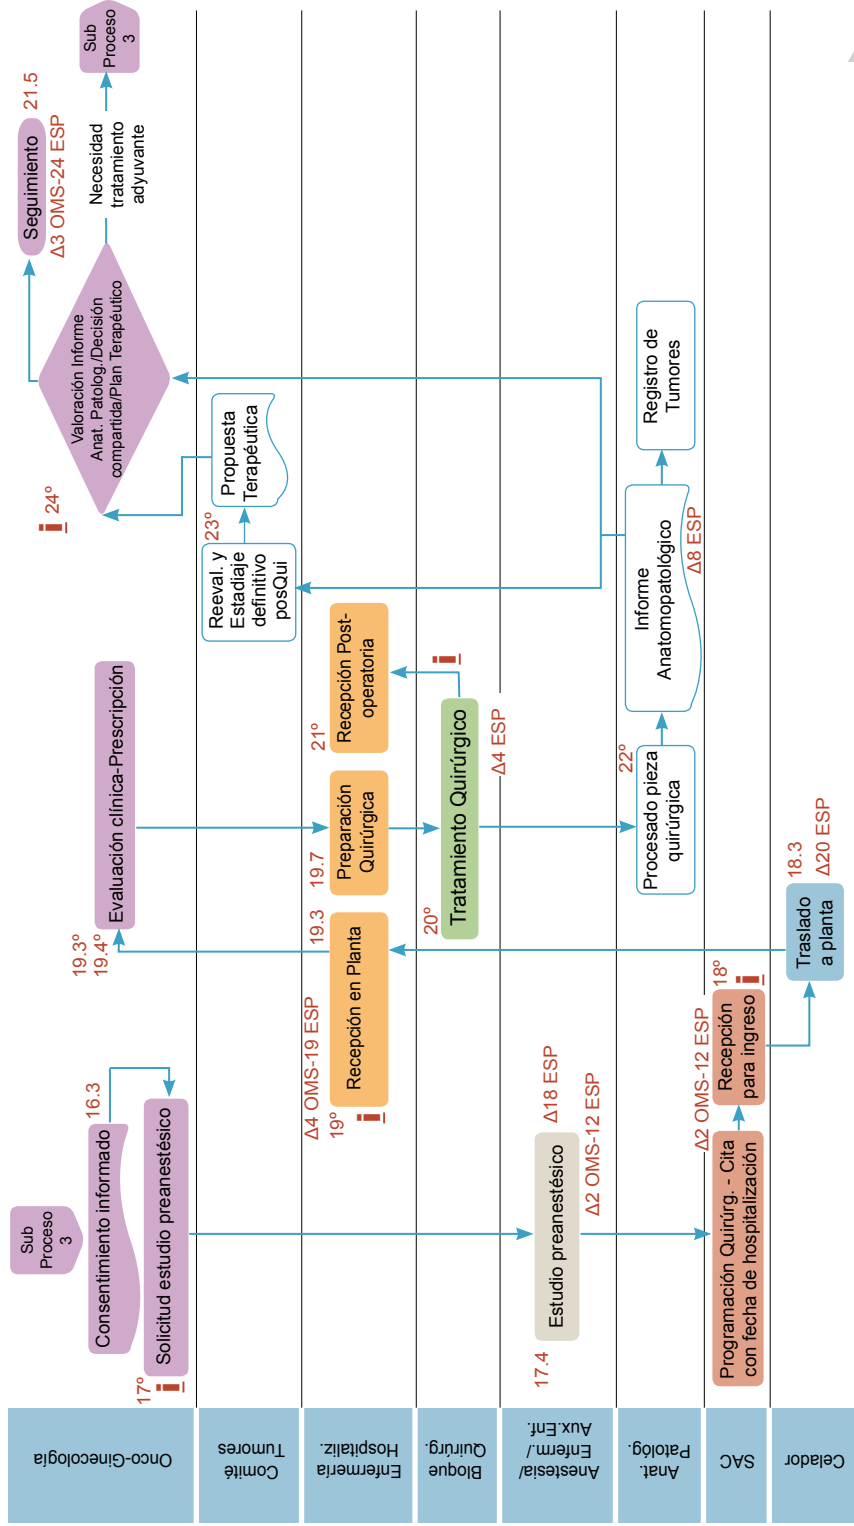 Onco-Ginecología
Sub
Proceso
3
Consentimiento informado
16.3
Solicitud estudio preanestésico
17º
i
19.3º
19.4º
Evaluación clínica-Prescripción
i 24º
Valoración Informe
Anat. Patolog./Decisión
compartida/Plan Terapéutico
Seguimiento
21.5
Δ3 OMS-24 ESP
Necesidad
tratamiento
adyuvante
Sub
Proceso
3
Comité
Tumores
Reeval. y
Estadiaje
definitivo
posQui
23º
Propuesta
Terapéutica
Enfermería
Hospitaliz.
Δ4 OMS-19 ESP
19º
i
Recepción en Planta
19.3
19.7
Preparación
Quirúrgica
21º
Recepción Post-
operatoria
Bloque
Quirúrg.
20º
Tratamiento Quirúrgico
i
Δ4 ESP
Anestesia/
Enferm./
Aux.Enf.
17.4
Estudio preanestésico
Δ18 ESP
Δ2 OMS-12 ESP
Anat.
Patológ.
22º
Procesado pieza
quirúrgica
Informe
Anatomopatológico
Δ8 ESP
Registro de
Tumores
SAC
Programación Quirúrg. - Cita
con fecha de hospitalización
Δ2 OMS-12 ESP
Recepción
para ingreso
18º
i
Celador
Traslado
a planta
18.3
Δ20 ESP